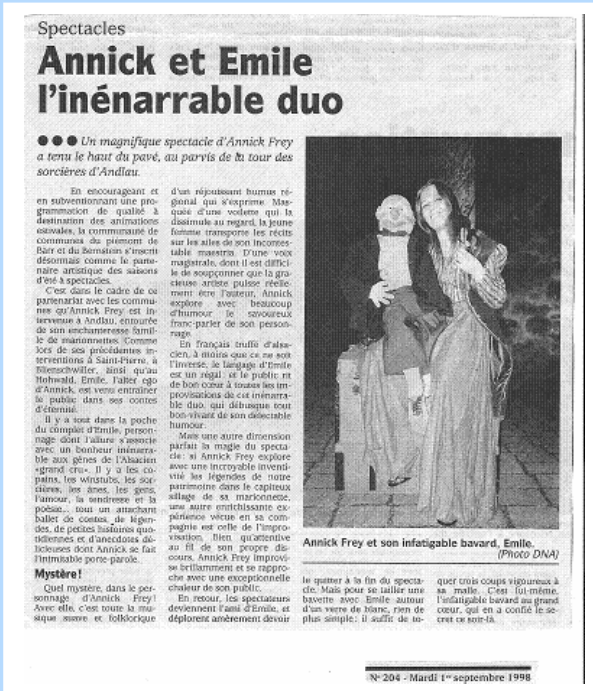 Spectacles
Annick et Emile
l'inénarrable duo
●●● Un magnifique spectacle d'Annick Frey
a tenu le haut du pavé, au parvis de la tour des
sorcières d'Andlau.
En encourageant et
en subventionnant une pro-
grammation de qualité à
destination des animations
estivales, la communauté de
communes du piémont de
Barr et du Bernstein s'inscrit
désormais comme le parte-
naire artistique des saisons
d'été à spectacles.
C'est dans le cadre de ce
partenariat avec les commu-
nes qu'Annick Frey est in-
tervenue à Andlau, entourée
de son enchanteresse famil-
le de marionnettes. Comme
lors de ses précédentes in-
terventions à Saint-Pierre, à
Blienschwiller, ainsi qu'au
Hohwald, Emile, l'alter ego
d'Annick, est venu entraîner
le public dans ses contes
d'éternité.
Il y a tout dans la poche
du complet d'Emile, person-
nage dont l'allure s'associe
avec un bonheur inénarra-
ble aux gênes de l'Alsacien
«grand cru». Il y a les co-
pains, les winstubs, les sor-
cières, les ânes, les gens,
l'amour, la tendresse et la
poésie... tout un attachant
ballet de contes, de légen-
des, de petites histoires quo-
tidiennes et d'anecdotes dé-
licieuses dont Annick se fait
l'inimitable porte-parole.
Mystère!
Quel mystère, dans le per-
sonnage d'Annick Frey!
Avec elle, c'est toute la mu-
sique suave et folklorique
d'un réjouissant humus ré-
gional qui s'exprime. Mas-
quée d'une voilette qui la
dissimule au regard, la jeune
femme transporte les récits
sur les ailes de son incontes-
table maestria. D'une voix
magistrale, dont il est diffici-
le de soupçonner que la gra-
cieuse artiste puisse réelle-
ment être l'auteur, Annick
explore avec beaucoup
d'humour le savoureux
franc-parler de son person-
nage.
En français truffé d'alsa-
cien, à moins que ce ne soit
l'inverse, le langage d'Emile
est un régal: et le public rit
de bon cœur à toutes les im-
provisations de cet inénarra-
ble duo, qui débusque tout
bon-vivant de son délectable
humour.
Mais une autre dimension
parfait la magie du specta-
cle: si Annick Frey explore
avec une incroyable inventi-
vité les légendes de notre
patrimoine dans le capiteux
sillage de sa marionnette,
une autre enrichissante ex-
périence vécue en sa com-
pagnie est celle de l'impro-
visation. Bien qu'attentive
au fil de son propre dis-
cours, Annick Frey improvi-
se brillamment et se rappro-
che avec une exceptionnelle
chaleur de son public.
En retour, les spectateurs
deviennent l'ami d'Emile, et
déplorent amèrement devoir
Annick Frey et son infatigable bavard, Emile.
(Photo DNA)
le quitter à la fin du specta-
cle. Mais pour se tailler une
bavette avec Emile autour
d'un verre de blanc, rien de
plus simple: il suffit de to-
quer trois coups vigoureux à
sa malle. C'est lui-même,
l'infatigable bavard au grand
cœur, qui en a confié le se-
cret ce soir-là.
N° 204 - Mardi 1er septembre 1998